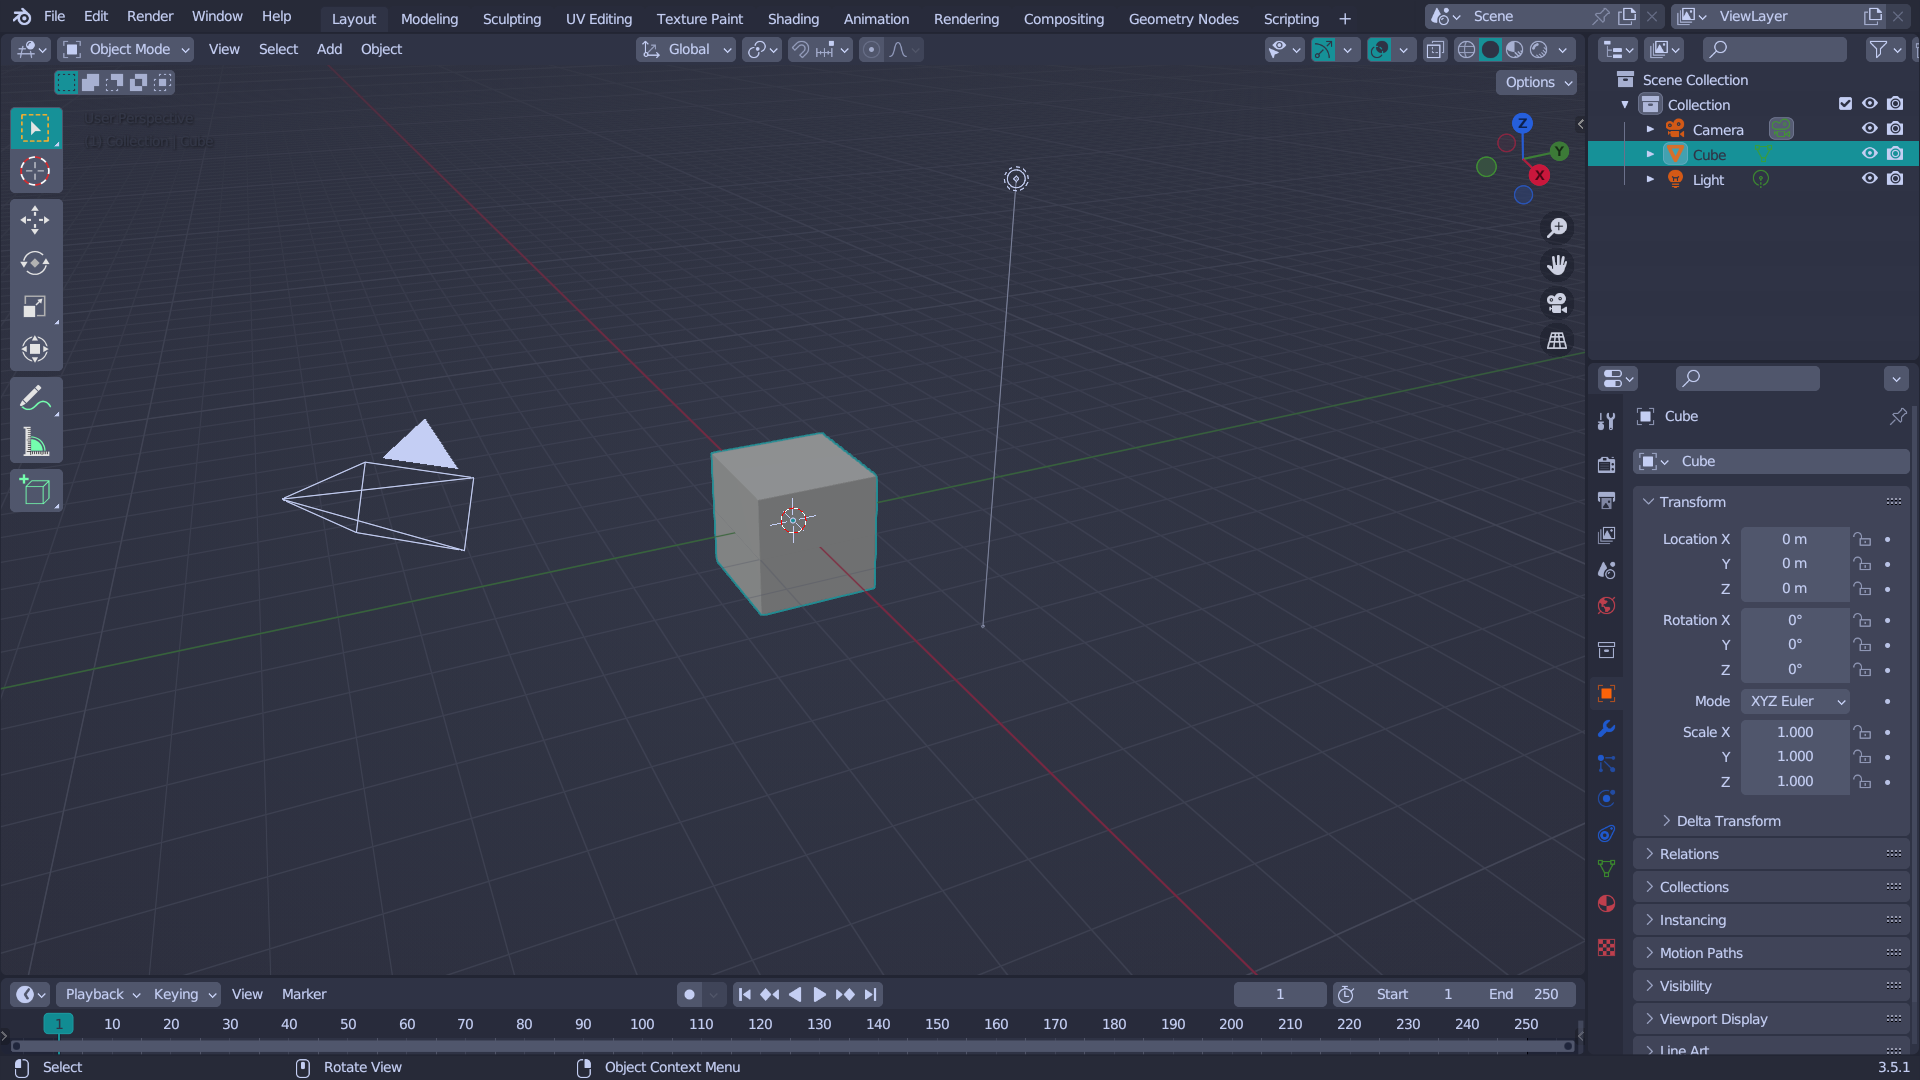 File Edit Render Window Help Layout Modeling Sculpting UV Editing Texture Paint Shading Animation Rendering Compositing Geometry Nodes Scripting + Scene ViewLayer
Object Mode View Select Add Object Global
Options
User Perspective
(1) Collection | Cube
Z
Y
X
Scene Collection
Collection
Camera
Cube
Light
Cube
Cube
Transform
Location X 0 m
Y 0 m
Z 0 m
Rotation X 0°
Y 0°
Z 0°
Mode XYZ Euler
Scale X 1.000
Y 1.000
Z 1.000
Delta Transform
Relations
Collections
Instancing
Motion Paths
Visibility
Viewport Display
Line Art
Playback Keying View Marker 1 Start 1 End 250
1 10 20 30 40 50 60 70 80 90 100 110 120 130 140 150 160 170 180 190 200 210 220 230 240 250
Select Rotate View Object Context Menu 3.5.1